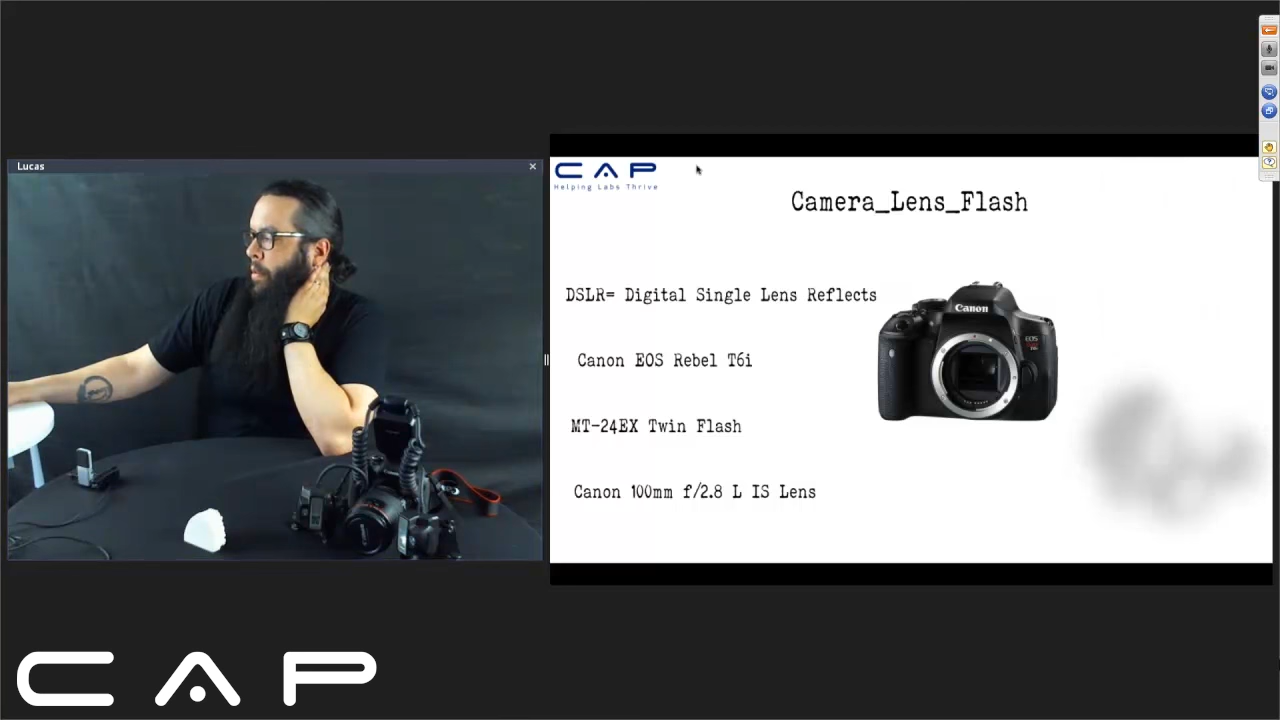 Lucas
CAP
Helping Labs Thrive
Camera_Lens_Flash
DSLR= Digital Single Lens Reflects
Canon
EOS
Canon EOS Rebel T6i
MT-24EX Twin Flash
Canon 100mm f/2.8 L IS Lens
CAP